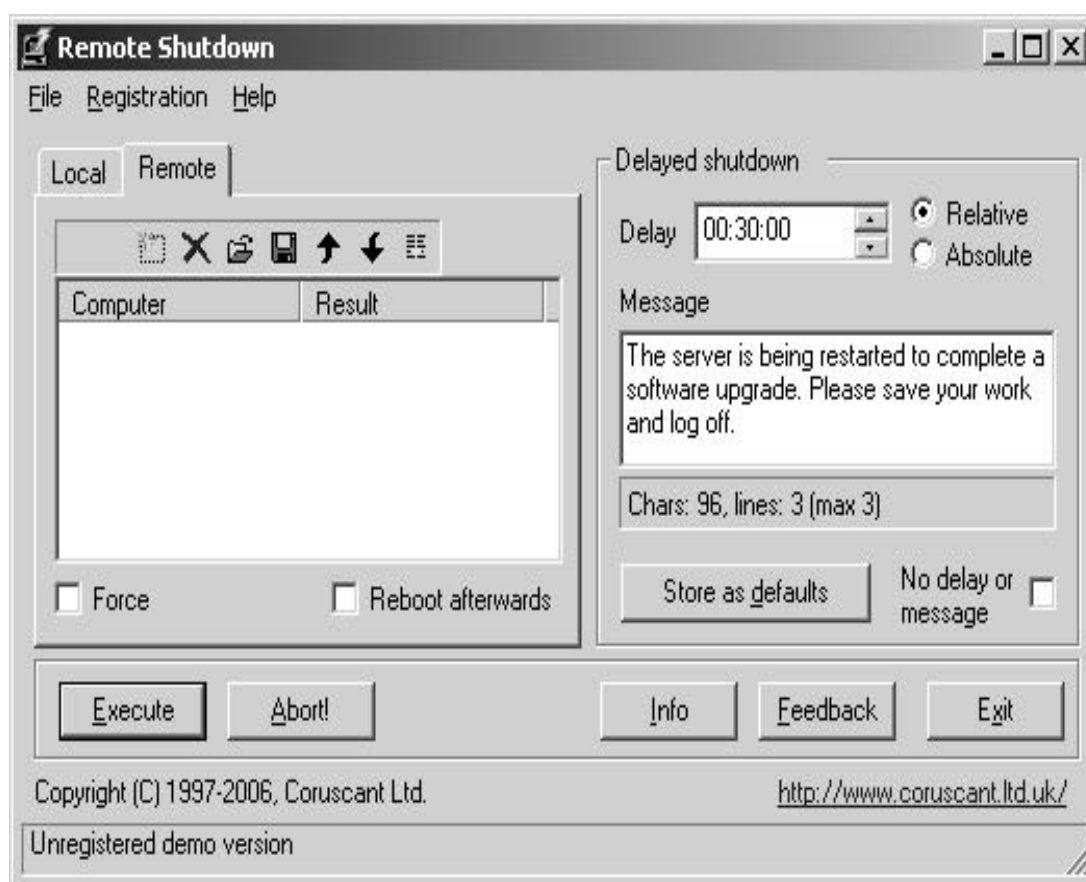 Remote Shutdown
File Registration Help
Local Remote
Computer Result
Force Reboot afterwards
Delayed shutdown
Delay 00:30:00 Relative
Absolute
Message
The server is being restarted to complete a
software upgrade. Please save your work
and log off.
Chars: 96, lines: 3 (max 3)
Store as defaults
No delay or
message
Execute Abort! Info Feedback Exit
Copyright (C) 1997-2006, Coruscant Ltd. http://www.coruscant.ltd.uk/
Unregistered demo version